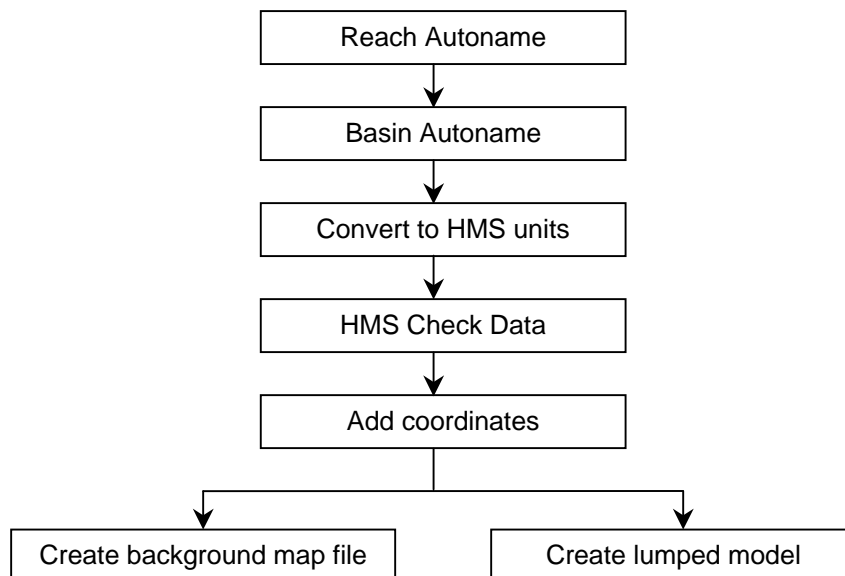 Reach Autoname
Basin Autoname
Convert to HMS units
HMS Check Data
Add coordinates
Create background map file
Create lumped model